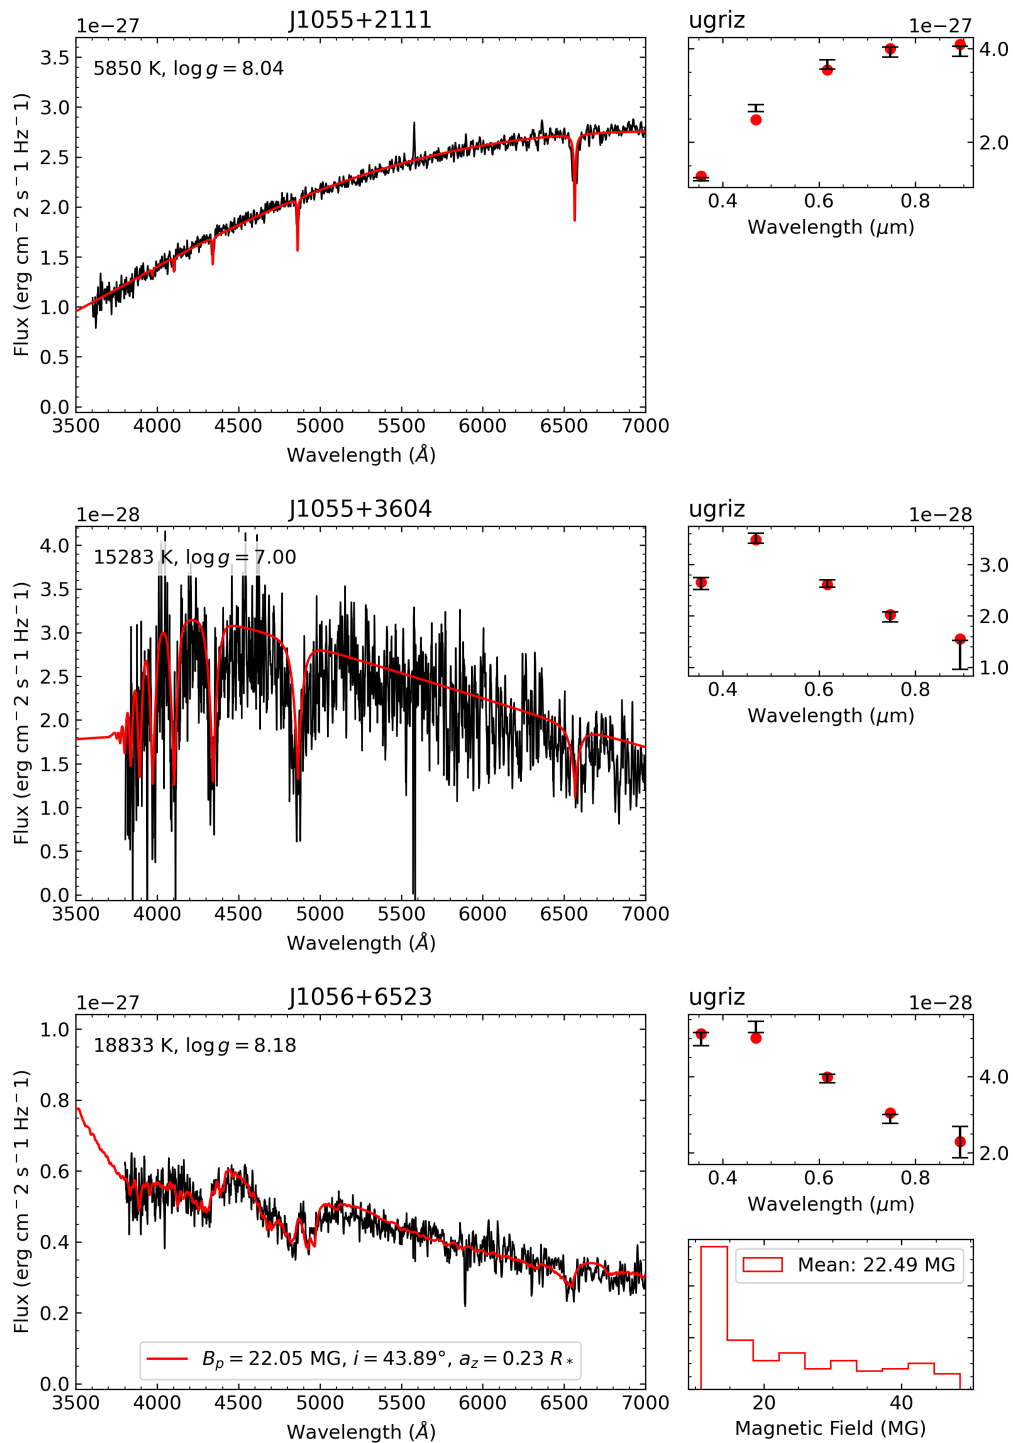 J1055+2111
1e−27
5850 K, log g = 8.04
3.5
3.0
2.5
2.0
1.5
1.0
0.5
0.0
Flux (erg cm−2 s−1 Hz−1)
3500 4000 4500 5000 5500 6000 6500 7000
Wavelength (Å)
ugriz
1e−27
4.0
2.0
0.4 0.6 0.8
Wavelength (μm)
J1055+3604
1e−28
15283 K, log g = 7.00
4.0
3.5
3.0
2.5
2.0
1.5
1.0
0.5
0.0
Flux (erg cm−2 s−1 Hz−1)
3500 4000 4500 5000 5500 6000 6500 7000
Wavelength (Å)
ugriz
1e−28
3.0
2.0
1.0
0.4 0.6 0.8
Wavelength (μm)
J1056+6523
1e−27
18833 K, log g = 8.18
1.0
0.8
0.6
0.4
0.2
0.0
Flux (erg cm−2 s−1 Hz−1)
B_p = 22.05 MG, i = 43.89°, a_z = 0.23 R_*
3500 4000 4500 5000 5500 6000 6500 7000
Wavelength (Å)
ugriz
1e−28
4.0
2.0
0.4 0.6 0.8
Wavelength (μm)
Mean: 22.49 MG
20 40
Magnetic Field (MG)